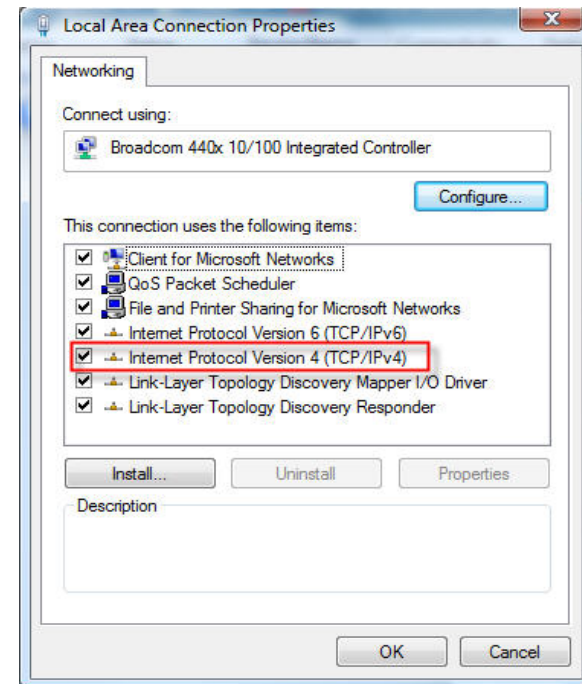 Local Area Connection Properties
Networking
Connect using:
Broadcom 440x 10/100 Integrated Controller
Configure...
This connection uses the following items:
Client for Microsoft Networks
QoS Packet Scheduler
File and Printer Sharing for Microsoft Networks
Internet Protocol Version 6 (TCP/IPv6)
Internet Protocol Version 4 (TCP/IPv4)
Link-Layer Topology Discovery Mapper I/O Driver
Link-Layer Topology Discovery Responder
Install... Uninstall Properties
Description
OK Cancel